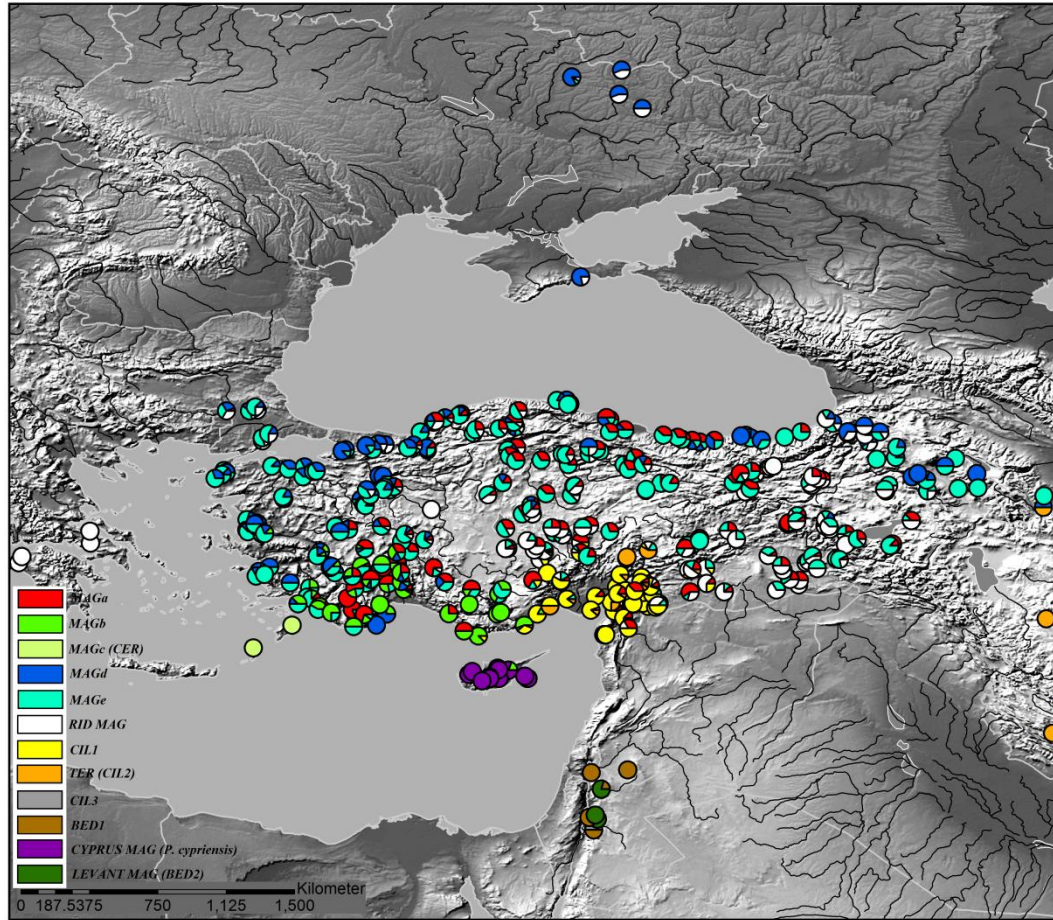 MAGa
MAGb
MAGc (CER)
MAGd
MAGe
RID MAG
CIL1
TER (CIL2)
CIL3
BED1
CYPRUS MAG (P. cypriensis)
LEVANT MAG (BED2)
Kilometer
0 187.5375 750 1,125 1,500